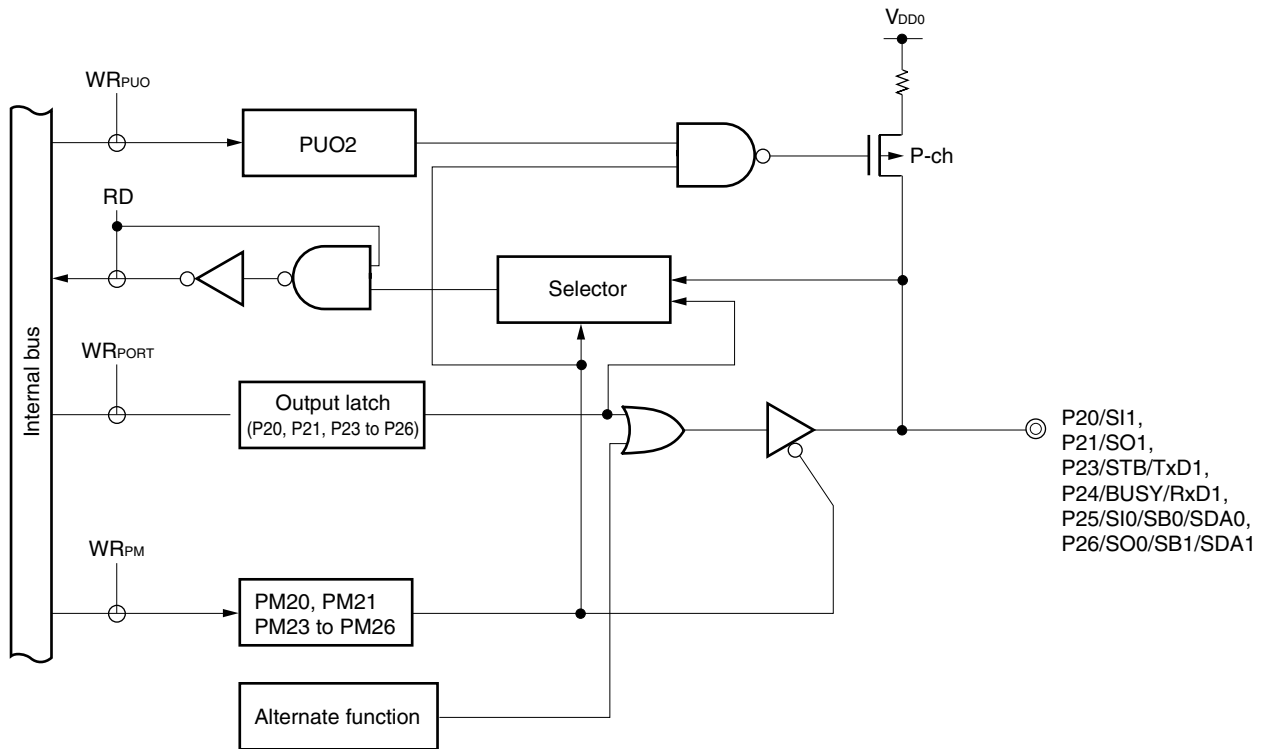 VDD0
WRPUO
PUO2
P-ch
RD
Selector
Internal bus
WRPORT
Output latch
(P20, P21, P23 to P26)
P20/SI1,
P21/SO1,
P23/STB/TxD1,
P24/BUSY/RxD1,
P25/SI0/SB0/SDA0,
P26/SO0/SB1/SDA1
WRPM
PM20, PM21
PM23 to PM26
Alternate function